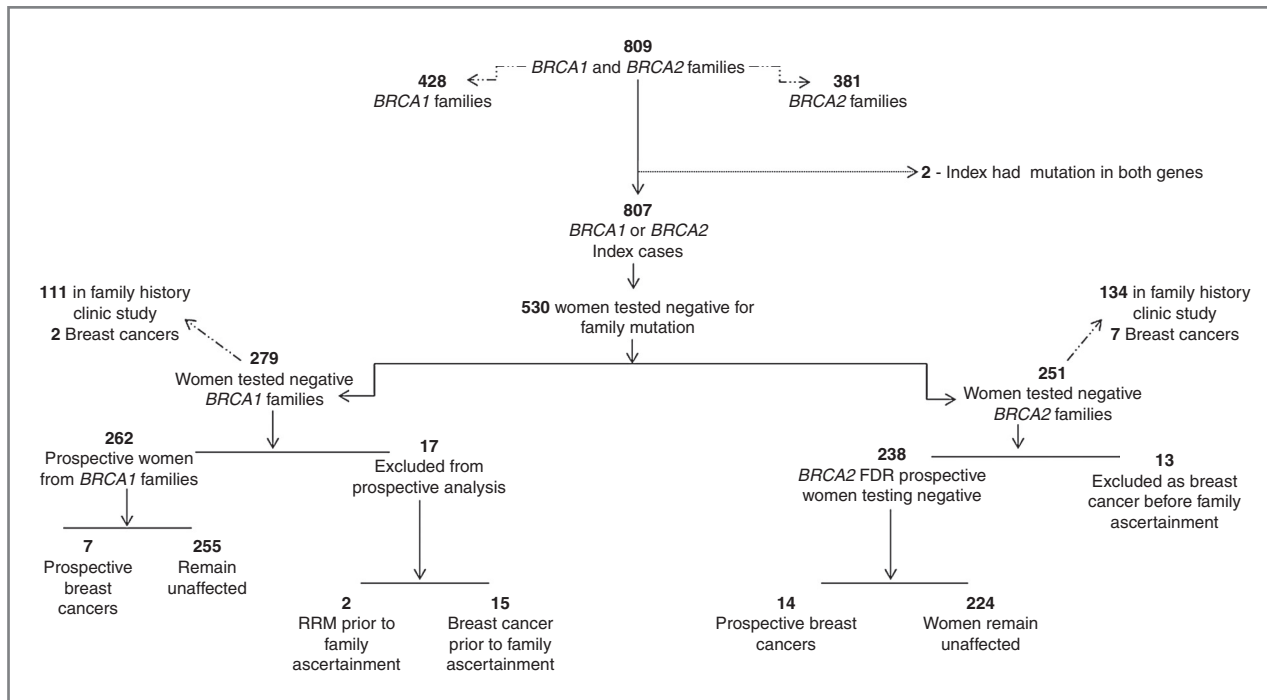 809
BRCA1 and BRCA2 families
428
BRCA1 families
381
BRCA2 families
2 - Index had mutation in both genes
807
BRCA1 or BRCA2
Index cases
530 women tested negative for
family mutation
111 in family history
clinic study
2 Breast cancers
134 in family history
clinic study
7 Breast cancers
279
Women tested negative
BRCA1 families
251
Women tested negative
BRCA2 families
262
Prospective women
from BRCA1 families
17
Excluded from
prospective analysis
238
BRCA2 FDR prospective
women testing negative
13
Excluded as breast
cancer before family
ascertainment
7
Prospective
breast
cancers
255
Remain
unaffected
2
RRM prior to
family
ascertainment
15
Breast cancer
prior to family
ascertainment
14
Prospective breast
cancers
224
Women remain
unaffected